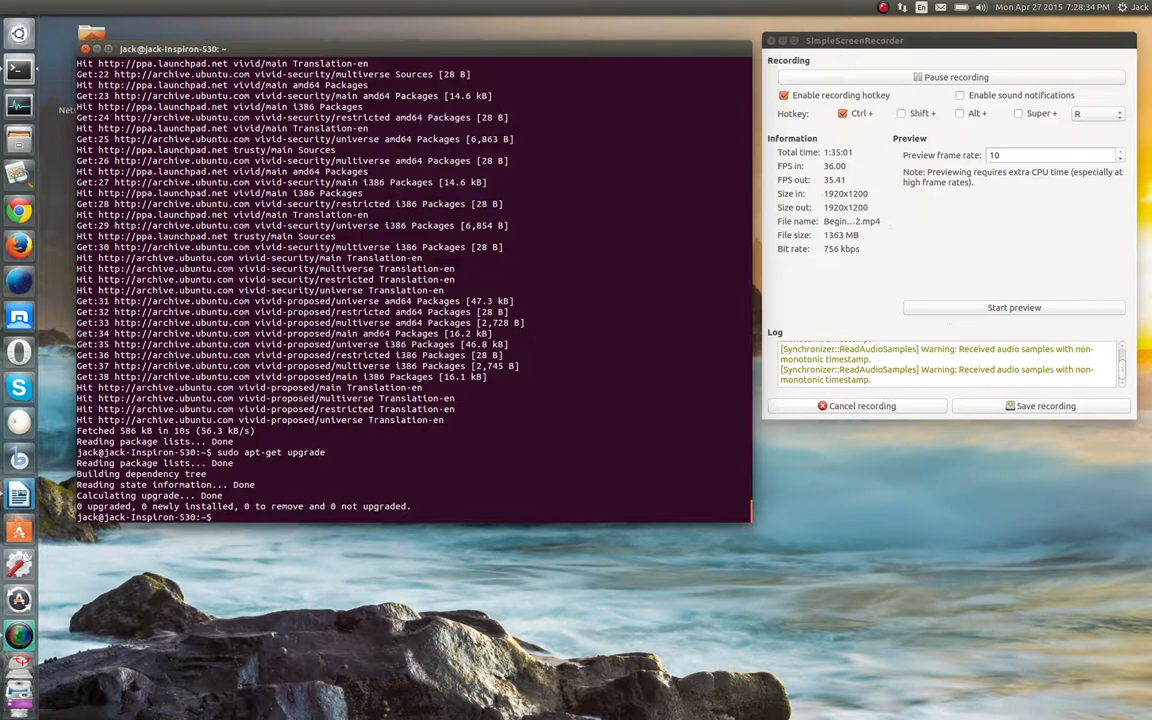 En
Mon Apr 27 2015 7:28:34 PM
Jack
Net
jack@jack-Inspiron-530: ~
Hit http://ppa.launchpad.net vivid/main Translation-en
Get:22 http://archive.ubuntu.com vivid-security/multiverse Sources [28 B]
Hit http://ppa.launchpad.net vivid/main amd64 Packages
Get:23 http://archive.ubuntu.com vivid-security/main amd64 Packages [14.6 kB]
Hit http://ppa.launchpad.net vivid/main i386 Packages
Get:24 http://archive.ubuntu.com vivid-security/restricted amd64 Packages [28 B]
Hit http://ppa.launchpad.net vivid/main Translation-en
Get:25 http://archive.ubuntu.com vivid-security/universe amd64 Packages [6,863 B]
Hit http://ppa.launchpad.net trusty/main Sources
Get:26 http://archive.ubuntu.com vivid-security/multiverse amd64 Packages [28 B]
Hit http://ppa.launchpad.net vivid/main amd64 Packages
Get:27 http://archive.ubuntu.com vivid-security/main i386 Packages [14.6 kB]
Hit http://ppa.launchpad.net vivid/main i386 Packages
Get:28 http://archive.ubuntu.com vivid-security/restricted i386 Packages [28 B]
Hit http://ppa.launchpad.net vivid/main Translation-en
Get:29 http://archive.ubuntu.com vivid-security/universe i386 Packages [6,854 B]
Hit http://ppa.launchpad.net trusty/main Sources
Get:30 http://archive.ubuntu.com vivid-security/multiverse i386 Packages [28 B]
Hit http://archive.ubuntu.com vivid-security/main Translation-en
Hit http://archive.ubuntu.com vivid-security/multiverse Translation-en
Hit http://archive.ubuntu.com vivid-security/restricted Translation-en
Hit http://archive.ubuntu.com vivid-security/universe Translation-en
Get:31 http://archive.ubuntu.com vivid-proposed/universe amd64 Packages [47.3 kB]
Get:32 http://archive.ubuntu.com vivid-proposed/restricted amd64 Packages [28 B]
Get:33 http://archive.ubuntu.com vivid-proposed/multiverse amd64 Packages [2,728 B]
Get:34 http://archive.ubuntu.com vivid-proposed/main amd64 Packages [16.2 kB]
Get:35 http://archive.ubuntu.com vivid-proposed/universe i386 Packages [46.8 kB]
Get:36 http://archive.ubuntu.com vivid-proposed/restricted i386 Packages [28 B]
Get:37 http://archive.ubuntu.com vivid-proposed/multiverse i386 Packages [2,745 B]
Get:38 http://archive.ubuntu.com vivid-proposed/main i386 Packages [16.1 kB]
Hit http://archive.ubuntu.com vivid-proposed/main Translation-en
Hit http://archive.ubuntu.com vivid-proposed/multiverse Translation-en
Hit http://archive.ubuntu.com vivid-proposed/restricted Translation-en
Hit http://archive.ubuntu.com vivid-proposed/universe Translation-en
Fetched 586 kB in 10s (56.3 kB/s)
Reading package lists... Done
jack@jack-Inspiron-530:~$ sudo apt-get upgrade
Reading package lists... Done
Building dependency tree
Reading state information... Done
Calculating upgrade... Done
0 upgraded, 0 newly installed, 0 to remove and 0 not upgraded.
jack@jack-Inspiron-530:~$
SimpleScreenRecorder
Recording
Pause recording
Enable recording hotkey
Enable sound notifications
Hotkey: Ctrl + Shift + Alt + Super + R
Information
Total time: 1:35:01
FPS in: 36.00
FPS out: 35.41
Size in: 1920x1200
Size out: 1920x1200
File name: Begin...2.mp4
File size: 1363 MB
Bit rate: 756 kbps
Preview
Preview frame rate: 10
Note: Previewing requires extra CPU time (especially at
high frame rates).
Start preview
Log
[Synchronizer::ReadAudioSamples] Warning: Received audio samples with non-
monotonic timestamp.
[Synchronizer::ReadAudioSamples] Warning: Received audio samples with non-
monotonic timestamp.
Cancel recording
Save recording